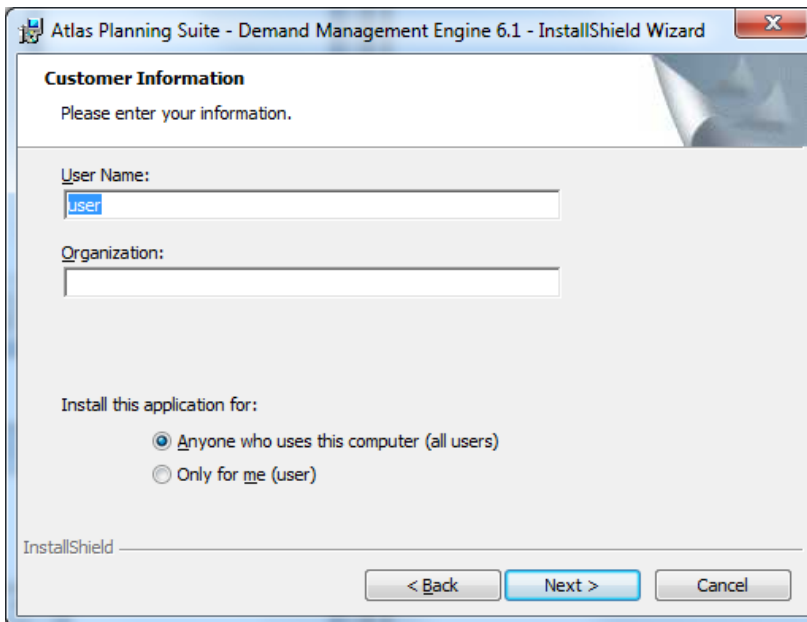 Atlas Planning Suite - Demand Management Engine 6.1 - InstallShield Wizard
Customer Information
Please enter your information.
User Name:
user
Organization:
Install this application for:
Anyone who uses this computer (all users)
Only for me (user)
InstallShield
< Back
Next >
Cancel